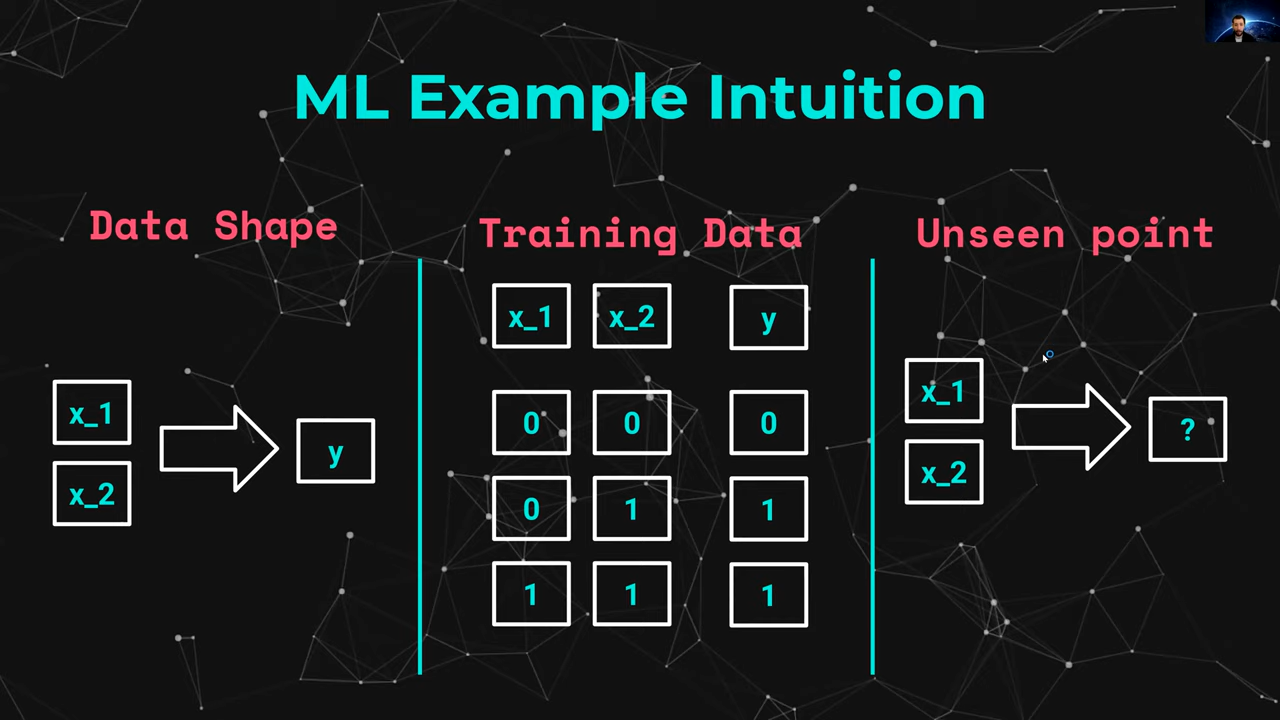 ML Example Intuition
Data Shape
x_1
x_2
y
Training Data
x_1 x_2 y
0 0 0
0 1 1
1 1 1
Unseen point
x_1
x_2
?